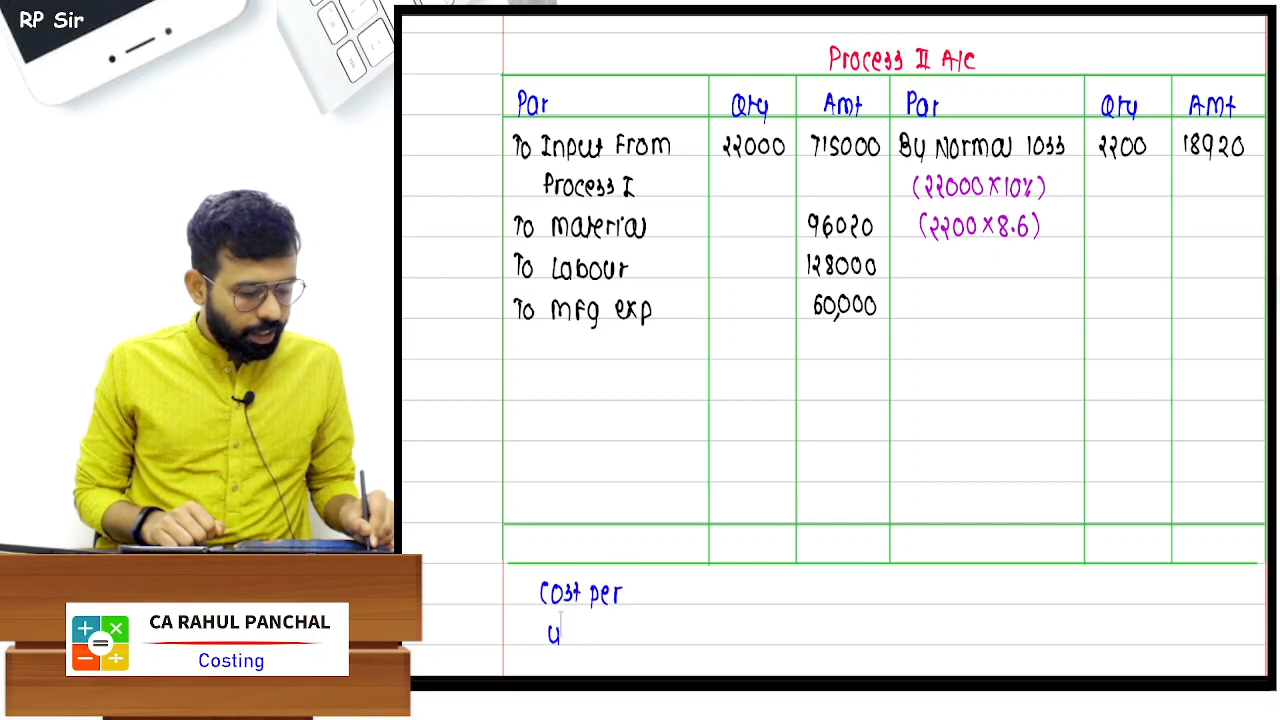 RP Sir
Process II A/C
Par Qty Amt Par Qty Amt
To Input From 22000 715000 By Normal loss 2200 18920
Process I (22000×10%)
To Material 96020 (2200×8.6)
To Labour 128000
To Mfg exp 60,000
Cost per
u
CA RAHUL PANCHAL
Costing